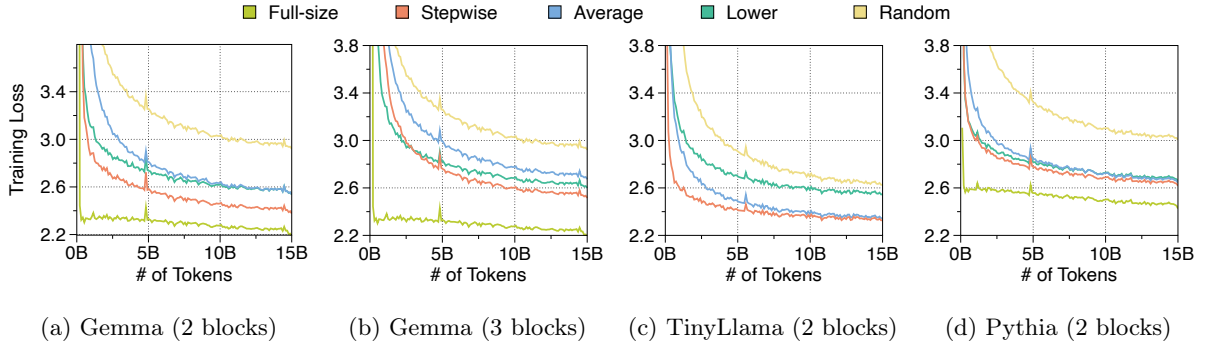 Full-size Stepwise Average Lower Random
Training Loss
3.4
3.0
2.6
2.2
0B 5B 10B 15B
# of Tokens
3.8
3.4
3.0
2.6
2.2
0B 5B 10B 15B
# of Tokens
3.8
3.4
3.0
2.6
2.2
0B 5B 10B 15B
# of Tokens
3.8
3.4
3.0
2.6
2.2
0B 5B 10B 15B
# of Tokens
(a) Gemma (2 blocks) (b) Gemma (3 blocks) (c) TinyLlama (2 blocks) (d) Pythia (2 blocks)